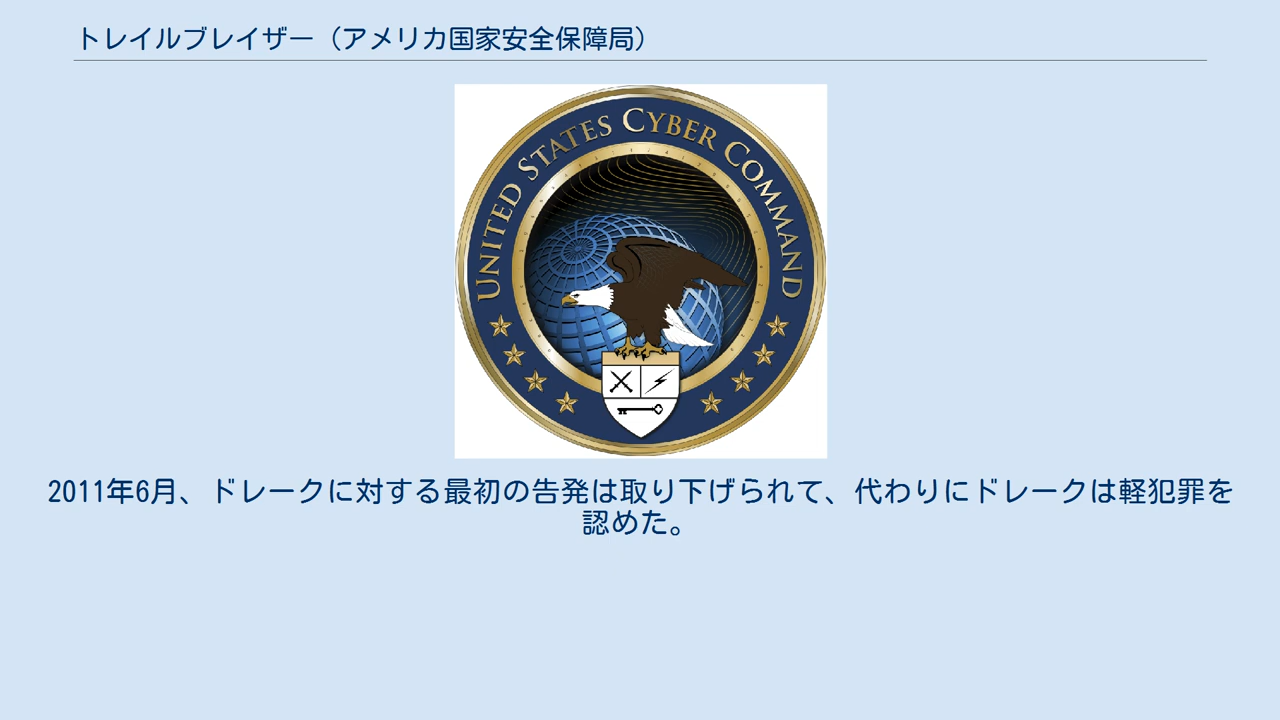 トレイルブレイザー（アメリカ国家安全保障局）
UNITED STATES CYBER COMMAND
2011年6月、ドレークに対する最初の告発は取り下げられて、代わりにドレークは軽犯罪を
認めた。